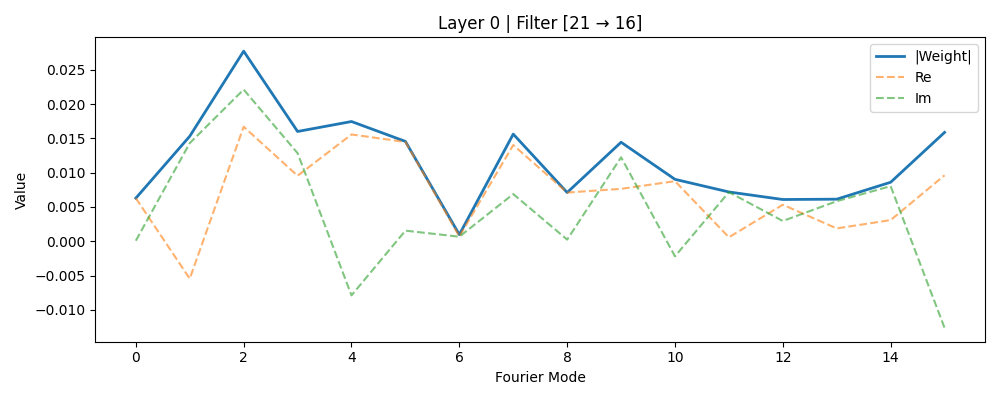 Layer 0 | Filter [21 → 16]
|Weight|
Re
Im
0.025
0.020
0.015
0.010
0.005
0.000
−0.005
−0.010
Value
0 2 4 6 8 10 12 14
Fourier Mode